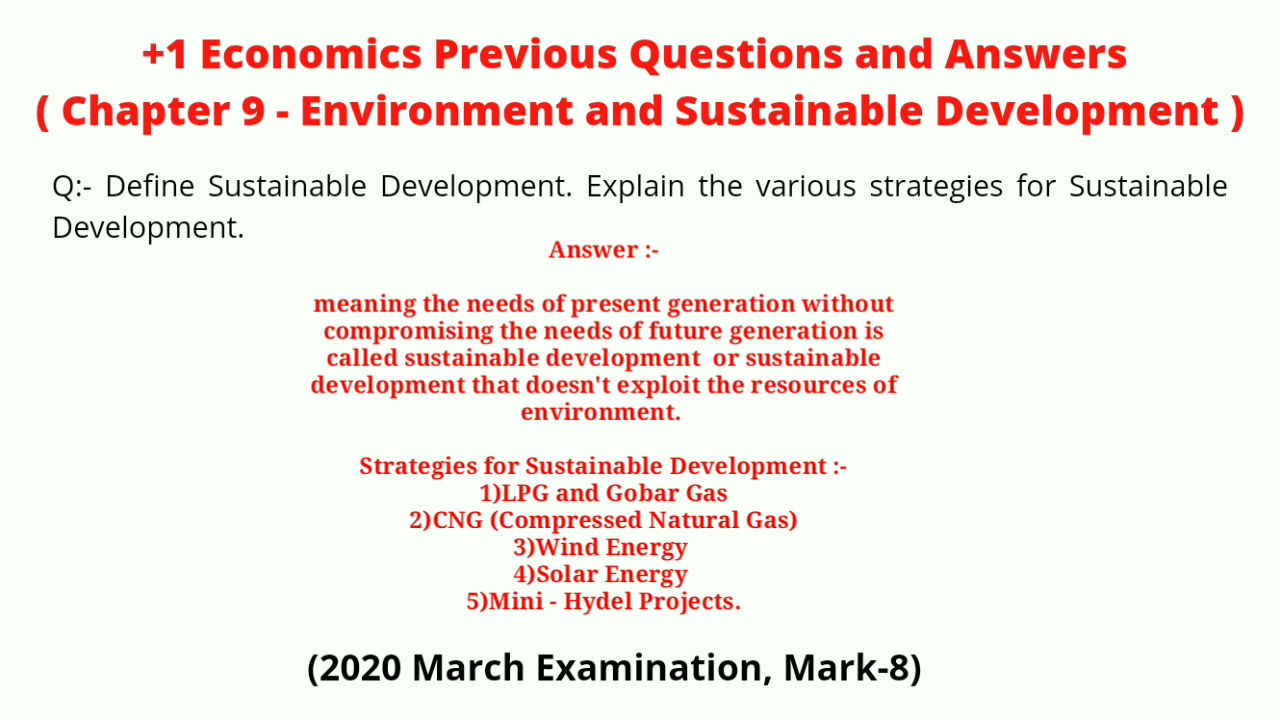 +1 Economics Previous Questions and Answers
( Chapter 9 - Environment and Sustainable Development )
Q:- Define Sustainable Development. Explain the various strategies for Sustainable
Development.
Answer :-
meaning the needs of present generation without
compromising the needs of future generation is
called sustainable development or sustainable
development that doesn't exploit the resources of
environment.
Strategies for Sustainable Development :-
1)LPG and Gobar Gas
2)CNG (Compressed Natural Gas)
3)Wind Energy
4)Solar Energy
5)Mini - Hydel Projects.
(2020 March Examination, Mark-8)